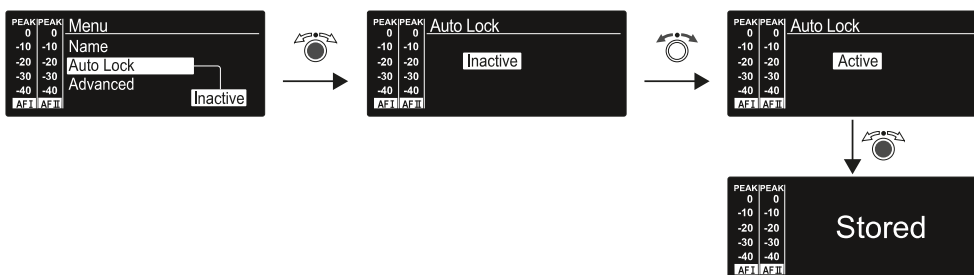 PEAK PEAK Menu
0 0
-10 -10 Name
-20 -20 Auto Lock
-30 -30 Advanced
-40 -40 Inactive
AF I AF II
PEAK PEAK Auto Lock
0 0
-10 -10
-20 -20 Inactive
-30 -30
-40 -40
AF I AF II
PEAK PEAK Auto Lock
0 0
-10 -10
-20 -20 Active
-30 -30
-40 -40
AF I AF II
PEAK PEAK
0 0
-10 -10
-20 -20 Stored
-30 -30
-40 -40
AF I AF II